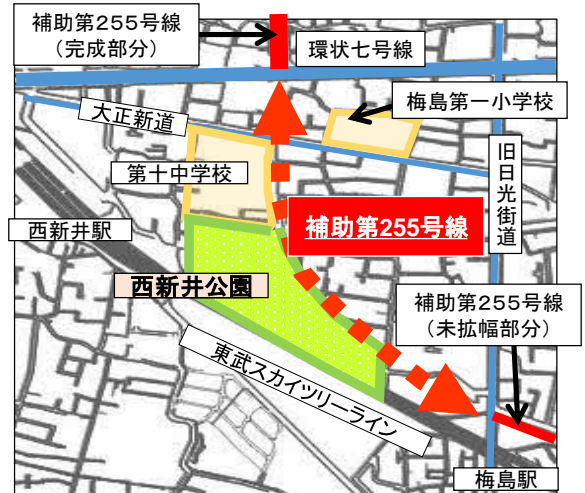 補助第255号線
（完成部分）
環状七号線
梅島第一小学校
大正新道
第十中学校
旧日光街道
西新井駅
補助第255号線
西新井公園
補助第255号線
（未拡幅部分）
東武スカイツリーライン
梅島駅